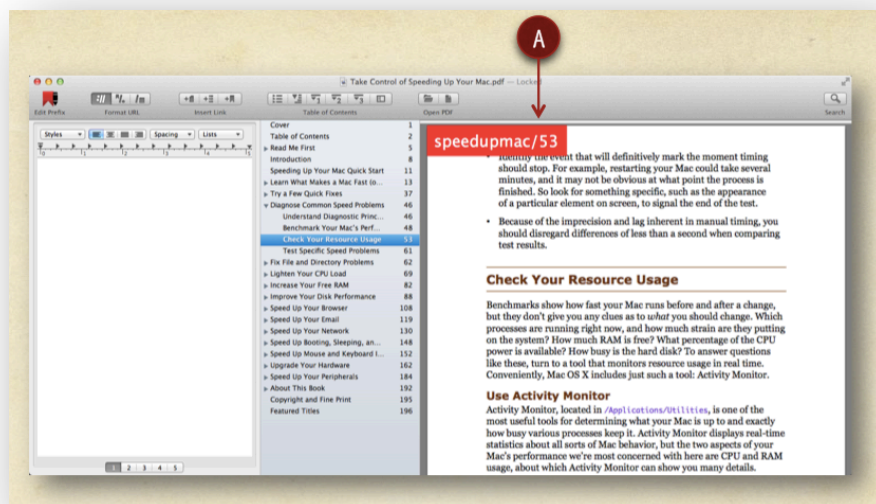 A
Take Control of Speeding Up Your Mac.pdf — Locked
Edit Prefix
Format URL
Insert Link
Table of Contents
Open PDF
Search
Styles
Spacing
Lists
0 1 2 3 4 5
Cover 1
Table of Contents 2
Read Me First 5
Introduction 8
Speeding Up Your Mac Quick Start 11
Learn What Makes a Mac Fast (o... 13
Try a Few Quick Fixes 37
Diagnose Common Speed Problems 46
Understand Diagnostic Princ... 46
Benchmark Your Mac's Perf... 48
Check Your Resource Usage 53
Test Specific Speed Problems 61
Fix File and Directory Problems 62
Lighten Your CPU Load 69
Increase Your Free RAM 82
Improve Your Disk Performance 88
Speed Up Your Browser 108
Speed Up Your Email 119
Speed Up Your Network 130
Speed Up Booting, Sleeping, an... 148
Speed Up Mouse and Keyboard I... 152
Upgrade Your Hardware 162
Speed Up Your Peripherals 184
About This Book 192
Copyright and Fine Print 195
Featured Titles 196
1 2 3 4 5
speedupmac/53
• Identify the event that will definitively mark the moment timing
should stop. For example, restarting your Mac could take several
minutes, and it may not be obvious at what point the process is
finished. So look for something specific, such as the appearance
of a particular element on screen, to signal the end of the test.
• Because of the imprecision and lag inherent in manual timing, you
should disregard differences of less than a second when comparing
test results.
Check Your Resource Usage
Benchmarks show how fast your Mac runs before and after a change,
but they don't give you any clues as to what you should change. Which
processes are running right now, and how much strain are they putting
on the system? How much RAM is free? What percentage of the CPU
power is available? How busy is the hard disk? To answer questions
like these, turn to a tool that monitors resource usage in real time.
Conveniently, Mac OS X includes just such a tool: Activity Monitor.
Use Activity Monitor
Activity Monitor, located in /Applications/Utilities, is one of the
most useful tools for determining what your Mac is up to and exactly
how busy various processes keep it. Activity Monitor displays real-time
statistics about all sorts of Mac behavior, but the two aspects of your
Mac's performance we're most concerned with here are CPU and RAM
usage, about which Activity Monitor can show you many details.